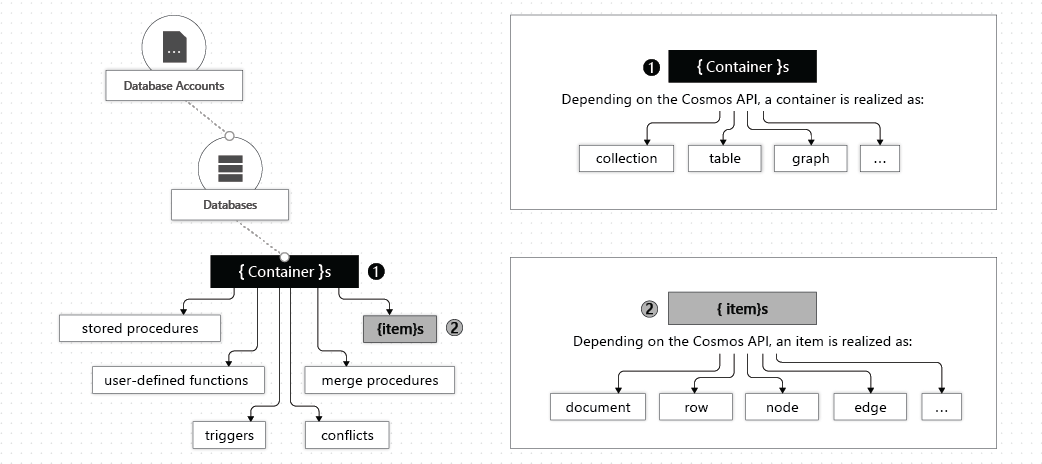 ...
Database Accounts
Databases
{ Container }s
1
stored procedures
{item}s
2
user-defined functions
merge procedures
triggers
conflicts
1
{ Container }s
Depending on the Cosmos API, a container is realized as:
collection
table
graph
...
2
{ item}s
Depending on the Cosmos API, an item is realized as:
document
row
node
edge
...